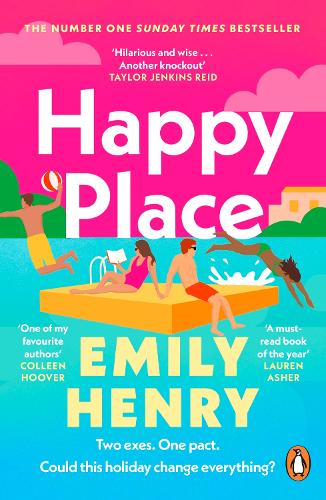 THE NUMBER ONE SUNDAY TIMES BESTSELLER
‘Hilarious and wise . . .
Another knockout’
TAYLOR JENKINS REID
Happy
Place
‘One of my
favourite
authors’
COLLEEN
HOOVER
‘A must-
read book
of the year’
LAUREN
ASHER
EMILY
HENRY
Two exes. One pact.
Could this holiday change everything?